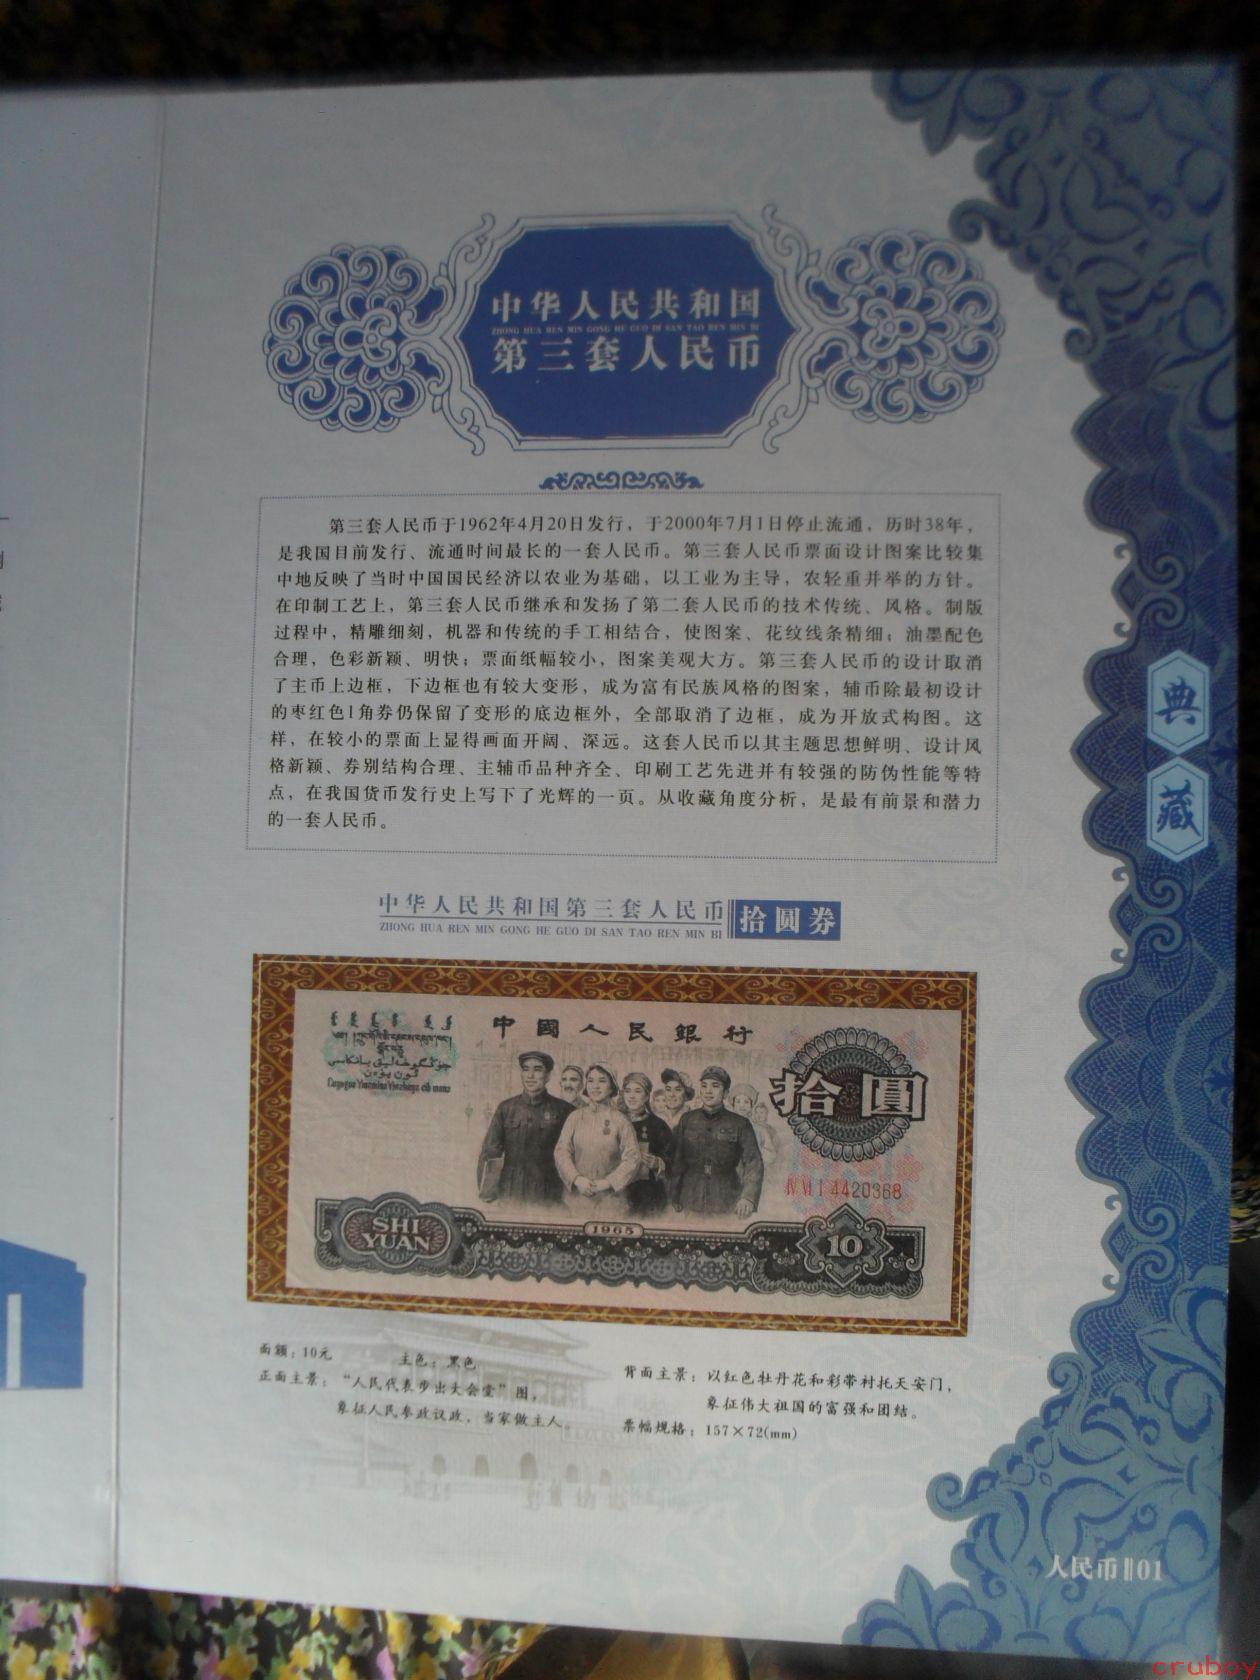 中华人民共和国
ZHONG HUA REN MIN GONG HE GUO DI SAN TAO REN MIN BI
第三套人民币
第三套人民币于1962年4月20日发行，于2000年7月1日停止流通，历时38年，
是我国目前发行、流通时间最长的一套人民币。第三套人民币票面设计图案比较集
中地反映了当时中国国民经济以农业为基础，以工业为主导，农轻重并举的方针。
在印制工艺上，第三套人民币继承和发扬了第二套人民币的技术传统、风格。制版
过程中，精雕细刻，机器和传统的手工相结合，使图案、花纹线条精细；油墨配色
合理，色彩新颖、明快；票面纸幅较小，图案美观大方。第三套人民币的设计取消
了主币上边框，下边框也有较大变形，成为富有民族风格的图案，辅币除最初设计
的枣红色1角券仍保留了变形的底边框外，全部取消了边框，成为开放式构图。这
样，在较小的票面上显得画面开阔、深远。这套人民币以其主题思想鲜明、设计风
格新颖、券别结构合理、主辅币品种齐全、印刷工艺先进并有较强的防伪性能等特
点，在我国货币发行史上写下了光辉的一页。从收藏角度分析，是最有前景和潜力
的一套人民币。
典
藏
中华人民共和国第三套人民币 拾圆券
ZHONG HUA REN MIN GONG HE GUO DI SAN TAO REN MIN BI
中國人民銀行
拾圓
ⅣⅥⅠ4420368
SHI
YUAN
1965
10
面额：10元 主色：黑色
正面主景：“人民代表步出大会堂”图，
象征人民参政议政，当家做主人。
背面主景：以红色牡丹花和彩带衬托天安门，
象征伟大祖国的富强和团结。
票幅规格：157×72(mm)
人民币 01
cruboy